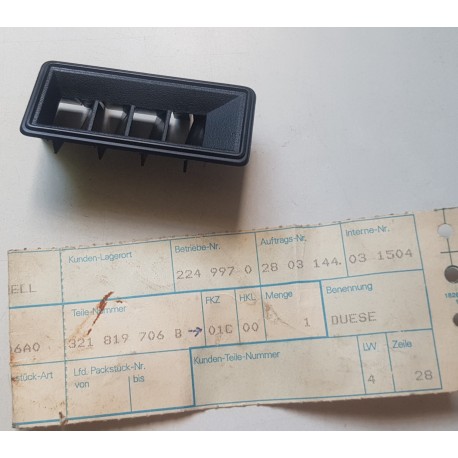 Kunden-Lagerort Betriebs-Nr. Auftrags-Nr. Interne-Nr.
ELL 224 997 0 28 03 144. 03 1504
Teile-Nummer FKZ HKL Menge Benennung
6A0 321 819 706 B → 01C 00 1 DUESE
stück-Art Lfd. Packstück-Nr. Kunden-Teile-Nummer LW Zeile
von bis
4 28